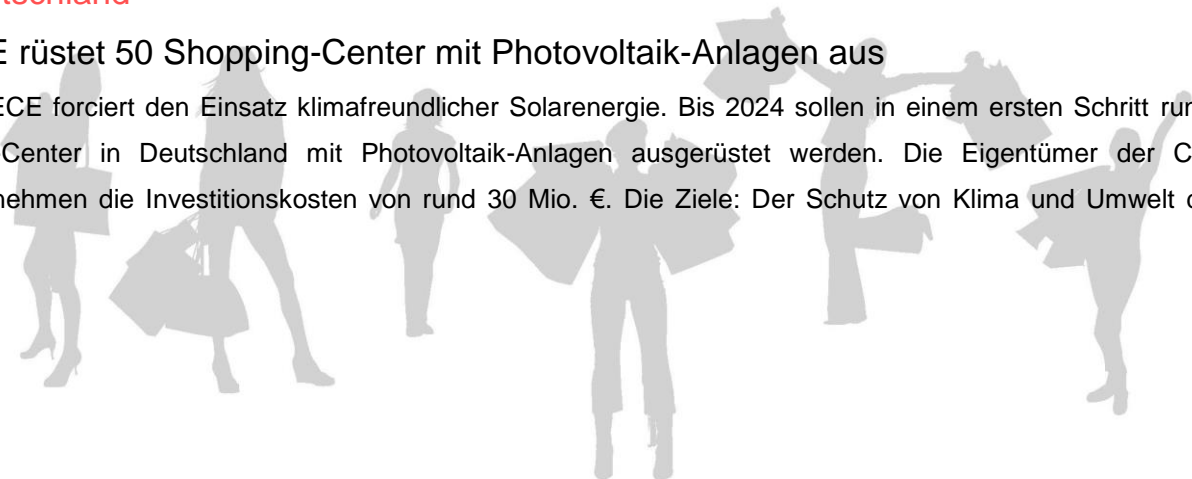 tschland
E rüstet 50 Shopping-Center mit Photovoltaik-Anlagen aus
ECE forciert den Einsatz klimafreundlicher Solarenergie. Bis 2024 sollen in einem ersten Schritt run
Center in Deutschland mit Photovoltaik-Anlagen ausgerüstet werden. Die Eigentümer der C
nehmen die Investitionskosten von rund 30 Mio. €. Die Ziele: Der Schutz von Klima und Umwelt